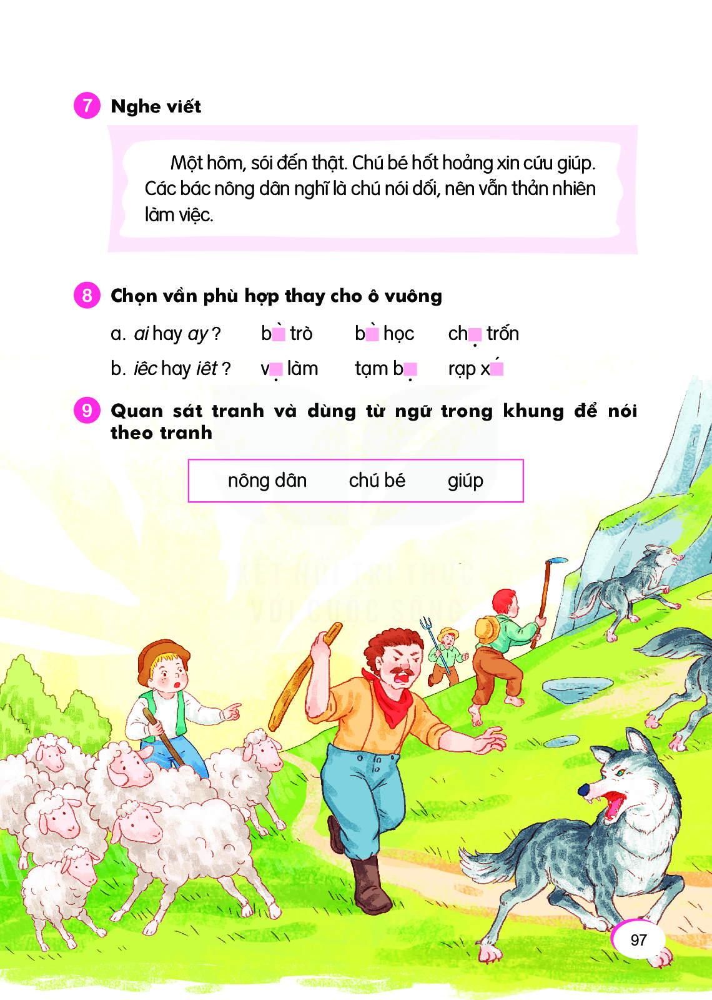 7 Nghe viết
Một hôm, sói đến thật. Chú bé hốt hoảng xin cứu giúp.
Các bác nông dân nghĩ là chú nói dối, nên vẫn thản nhiên
làm việc.
8 Chọn vần phù hợp thay cho ô vuông
a. ai hay ay ? b■̀ trò b■̀ học ch■̣ trốn
b. iêc hay iêt ? v■̣ làm tạm b■̣ rạp x■́
9 Quan sát tranh và dùng từ ngữ trong khung để nói
theo tranh
nông dân chú bé giúp
KẾT NỐI TRI THỨC
VỚI CUỘC SỐNG
97